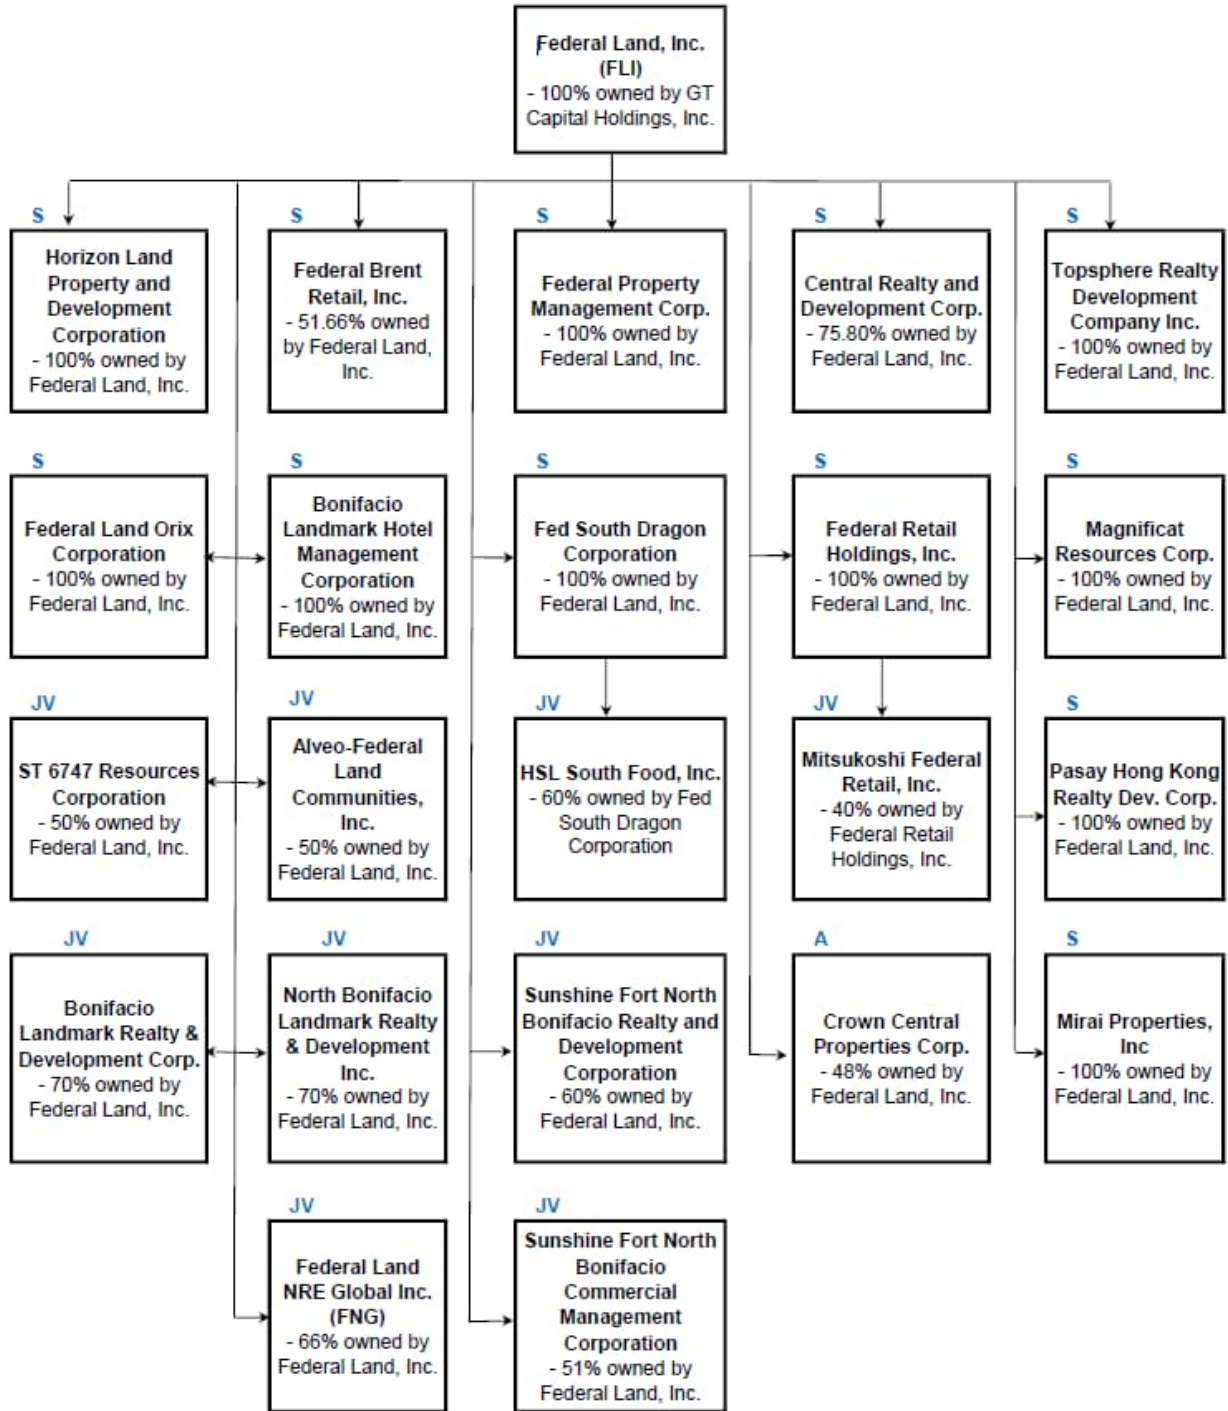 Federal Land, Inc.
(FLI)
- 100% owned by GT
Capital Holdings, Inc.
S
Horizon Land
Property and
Development
Corporation
- 100% owned by
Federal Land, Inc.
S
Federal Brent
Retail, Inc.
- 51.66% owned
by Federal Land,
Inc.
S
Federal Property
Management Corp.
- 100% owned by
Federal Land, Inc.
S
Central Realty and
Development Corp.
- 75.80% owned by
Federal Land, Inc.
S
Topsphere Realty
Development
Company Inc.
- 100% owned by
Federal Land, Inc.
S
Federal Land Orix
Corporation
- 100% owned by
Federal Land, Inc.
S
Bonifacio
Landmark Hotel
Management
Corporation
- 100% owned by
Federal Land, Inc.
S
Fed South Dragon
Corporation
- 100% owned by
Federal Land, Inc.
S
Federal Retail
Holdings, Inc.
- 100% owned by
Federal Land, Inc.
S
Magnificat
Resources Corp.
- 100% owned by
Federal Land, Inc.
JV
ST 6747 Resources
Corporation
- 50% owned by
Federal Land, Inc.
JV
Alveo-Federal
Land
Communities,
Inc.
- 50% owned by
Federal Land, Inc.
JV
HSL South Food, Inc.
- 60% owned by Fed
South Dragon
Corporation
JV
Mitsukoshi Federal
Retail, Inc.
- 40% owned by
Federal Retail
Holdings, Inc.
S
Pasay Hong Kong
Realty Dev. Corp.
- 100% owned by
Federal Land, Inc.
JV
Bonifacio
Landmark Realty &
Development Corp.
- 70% owned by
Federal Land, Inc.
JV
North Bonifacio
Landmark Realty
& Development
Inc.
- 70% owned by
Federal Land, Inc.
JV
Sunshine Fort North
Bonifacio Realty and
Development
Corporation
- 60% owned by
Federal Land, Inc.
A
Crown Central
Properties Corp.
- 48% owned by
Federal Land, Inc.
S
Mirai Properties,
Inc
- 100% owned by
Federal Land, Inc.
JV
Federal Land
NRE Global Inc.
(FNG)
- 66% owned by
Federal Land, Inc.
JV
Sunshine Fort North
Bonifacio
Commercial
Management
Corporation
- 51% owned by
Federal Land, Inc.